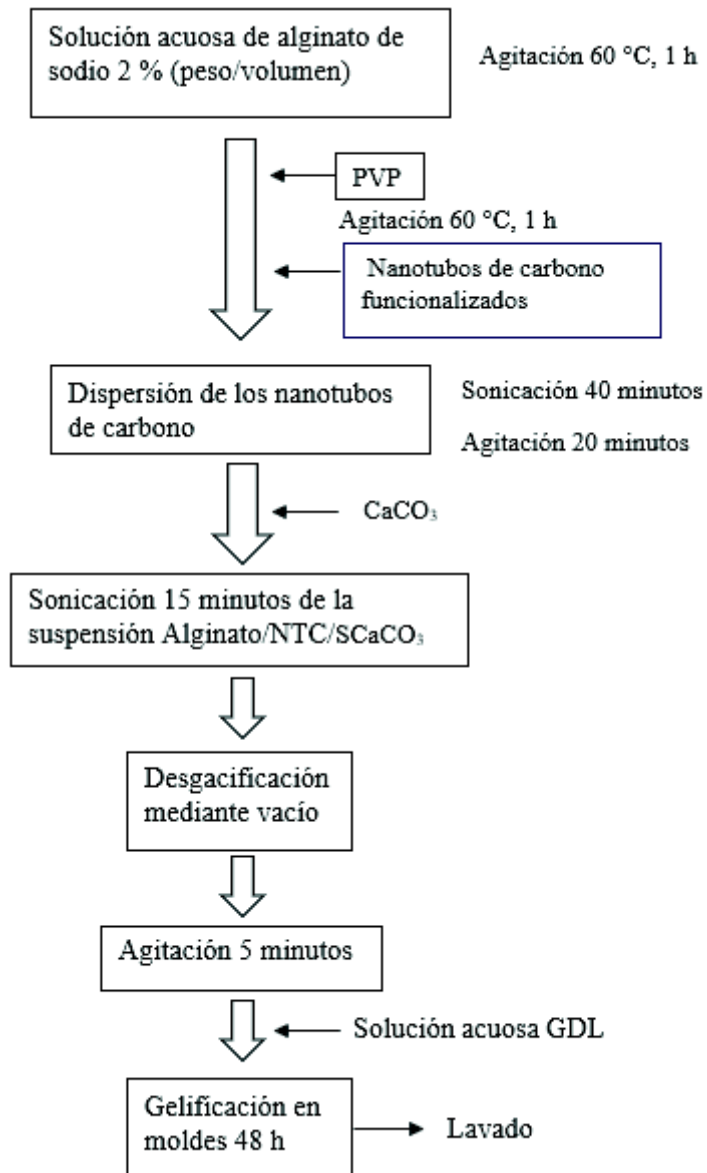 Solución acuosa de alginato de
sodio 2 % (peso/volumen)
Agitación 60 °C, 1 h
PVP
Agitación 60 °C, 1 h
Nanotubos de carbono
funcionalizados
Dispersión de los nanotubos
de carbono
Sonicación 40 minutos
Agitación 20 minutos
CaCO₃
Sonicación 15 minutos de la
suspensión Alginato/NTC/SCaCO₃
Desgacificación
mediante vacío
Agitación 5 minutos
Solución acuosa GDL
Gelificación en
moldes 48 h
Lavado